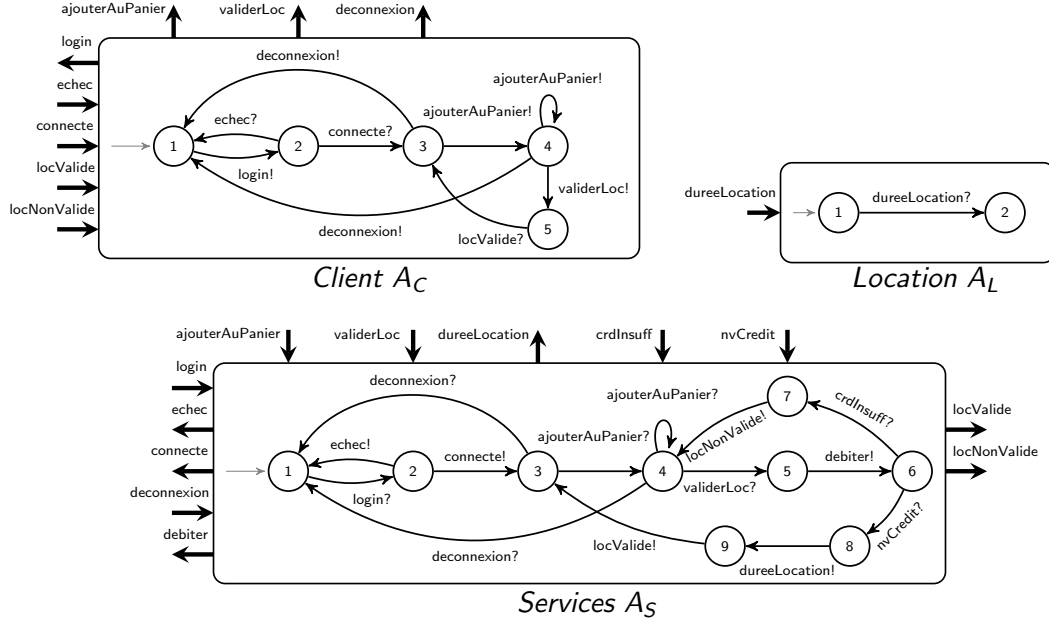 ajouterAuPanier validerLoc deconnexion
login
echec
connecte
locValide
locNonValide
deconnexion!
ajouterAuPanier!
ajouterAuPanier!
echec?
connecte?
1 2 3 4
login!
validerLoc!
deconnexion!
locValide?
5
Client A_C
dureeLocation
dureeLocation?
1 2
Location A_L
ajouterAuPanier validerLoc dureeLocation crdInsuff nvCredit
login
echec
connecte
deconnexion
debiter
deconnexion?
ajouterAuPanier?
7
crdInsuff?
locNonValide!
ajouterAuPanier?
echec!
connecte!
debiter!
1 2 3 4 5 6
login?
validerLoc?
nvCredit?
deconnexion?
locValide!
9 8
dureeLocation!
locValide
locNonValide
Services A_S